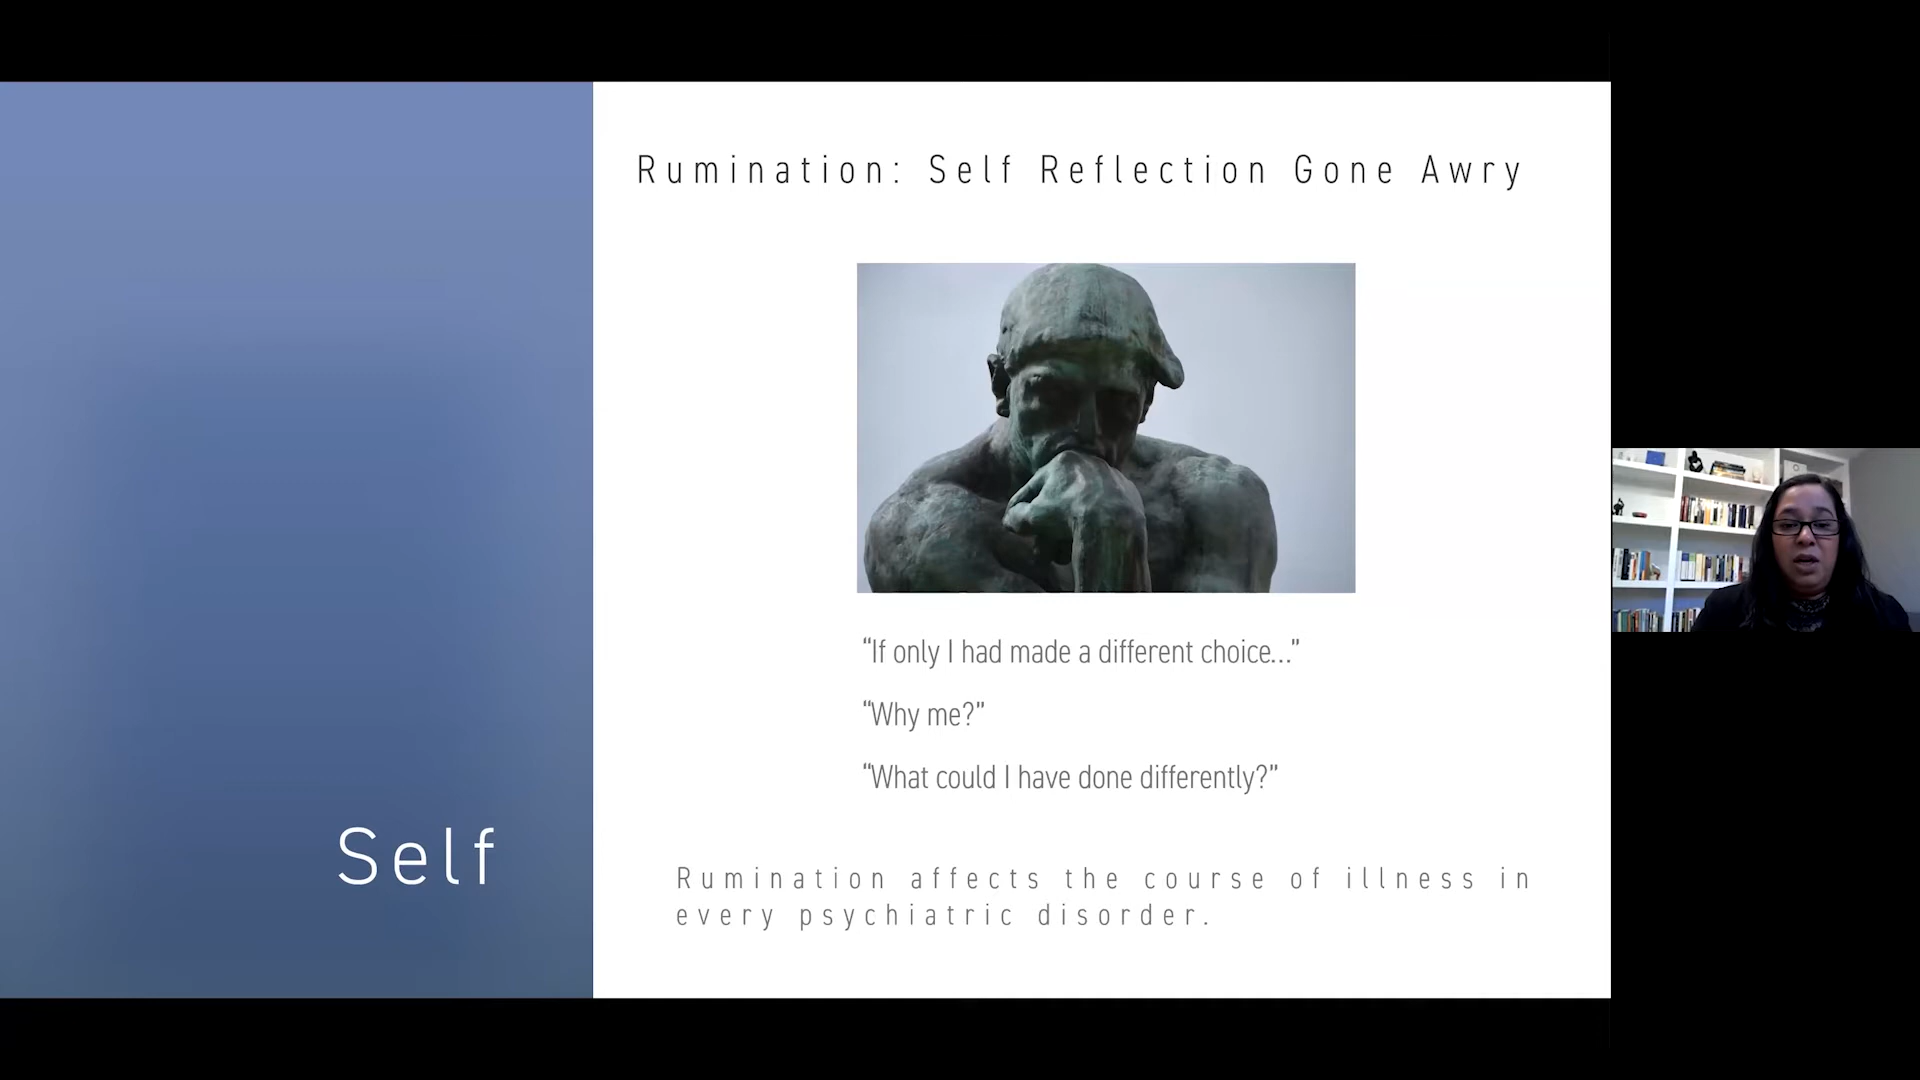 Self
Rumination: Self Reflection Gone Awry
“If only I had made a different choice...”
“Why me?”
“What could I have done differently?”
Rumination affects the course of illness in
every psychiatric disorder.